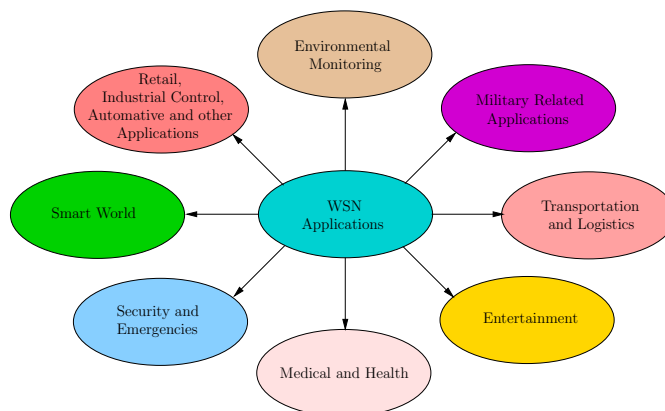 Environmental
Monitoring
Retail,
Industrial Control,
Automative and other
Applications
Military Related
Applications
Smart World
WSN
Applications
Transportation
and Logistics
Security and
Emergencies
Entertainment
Medical and Health